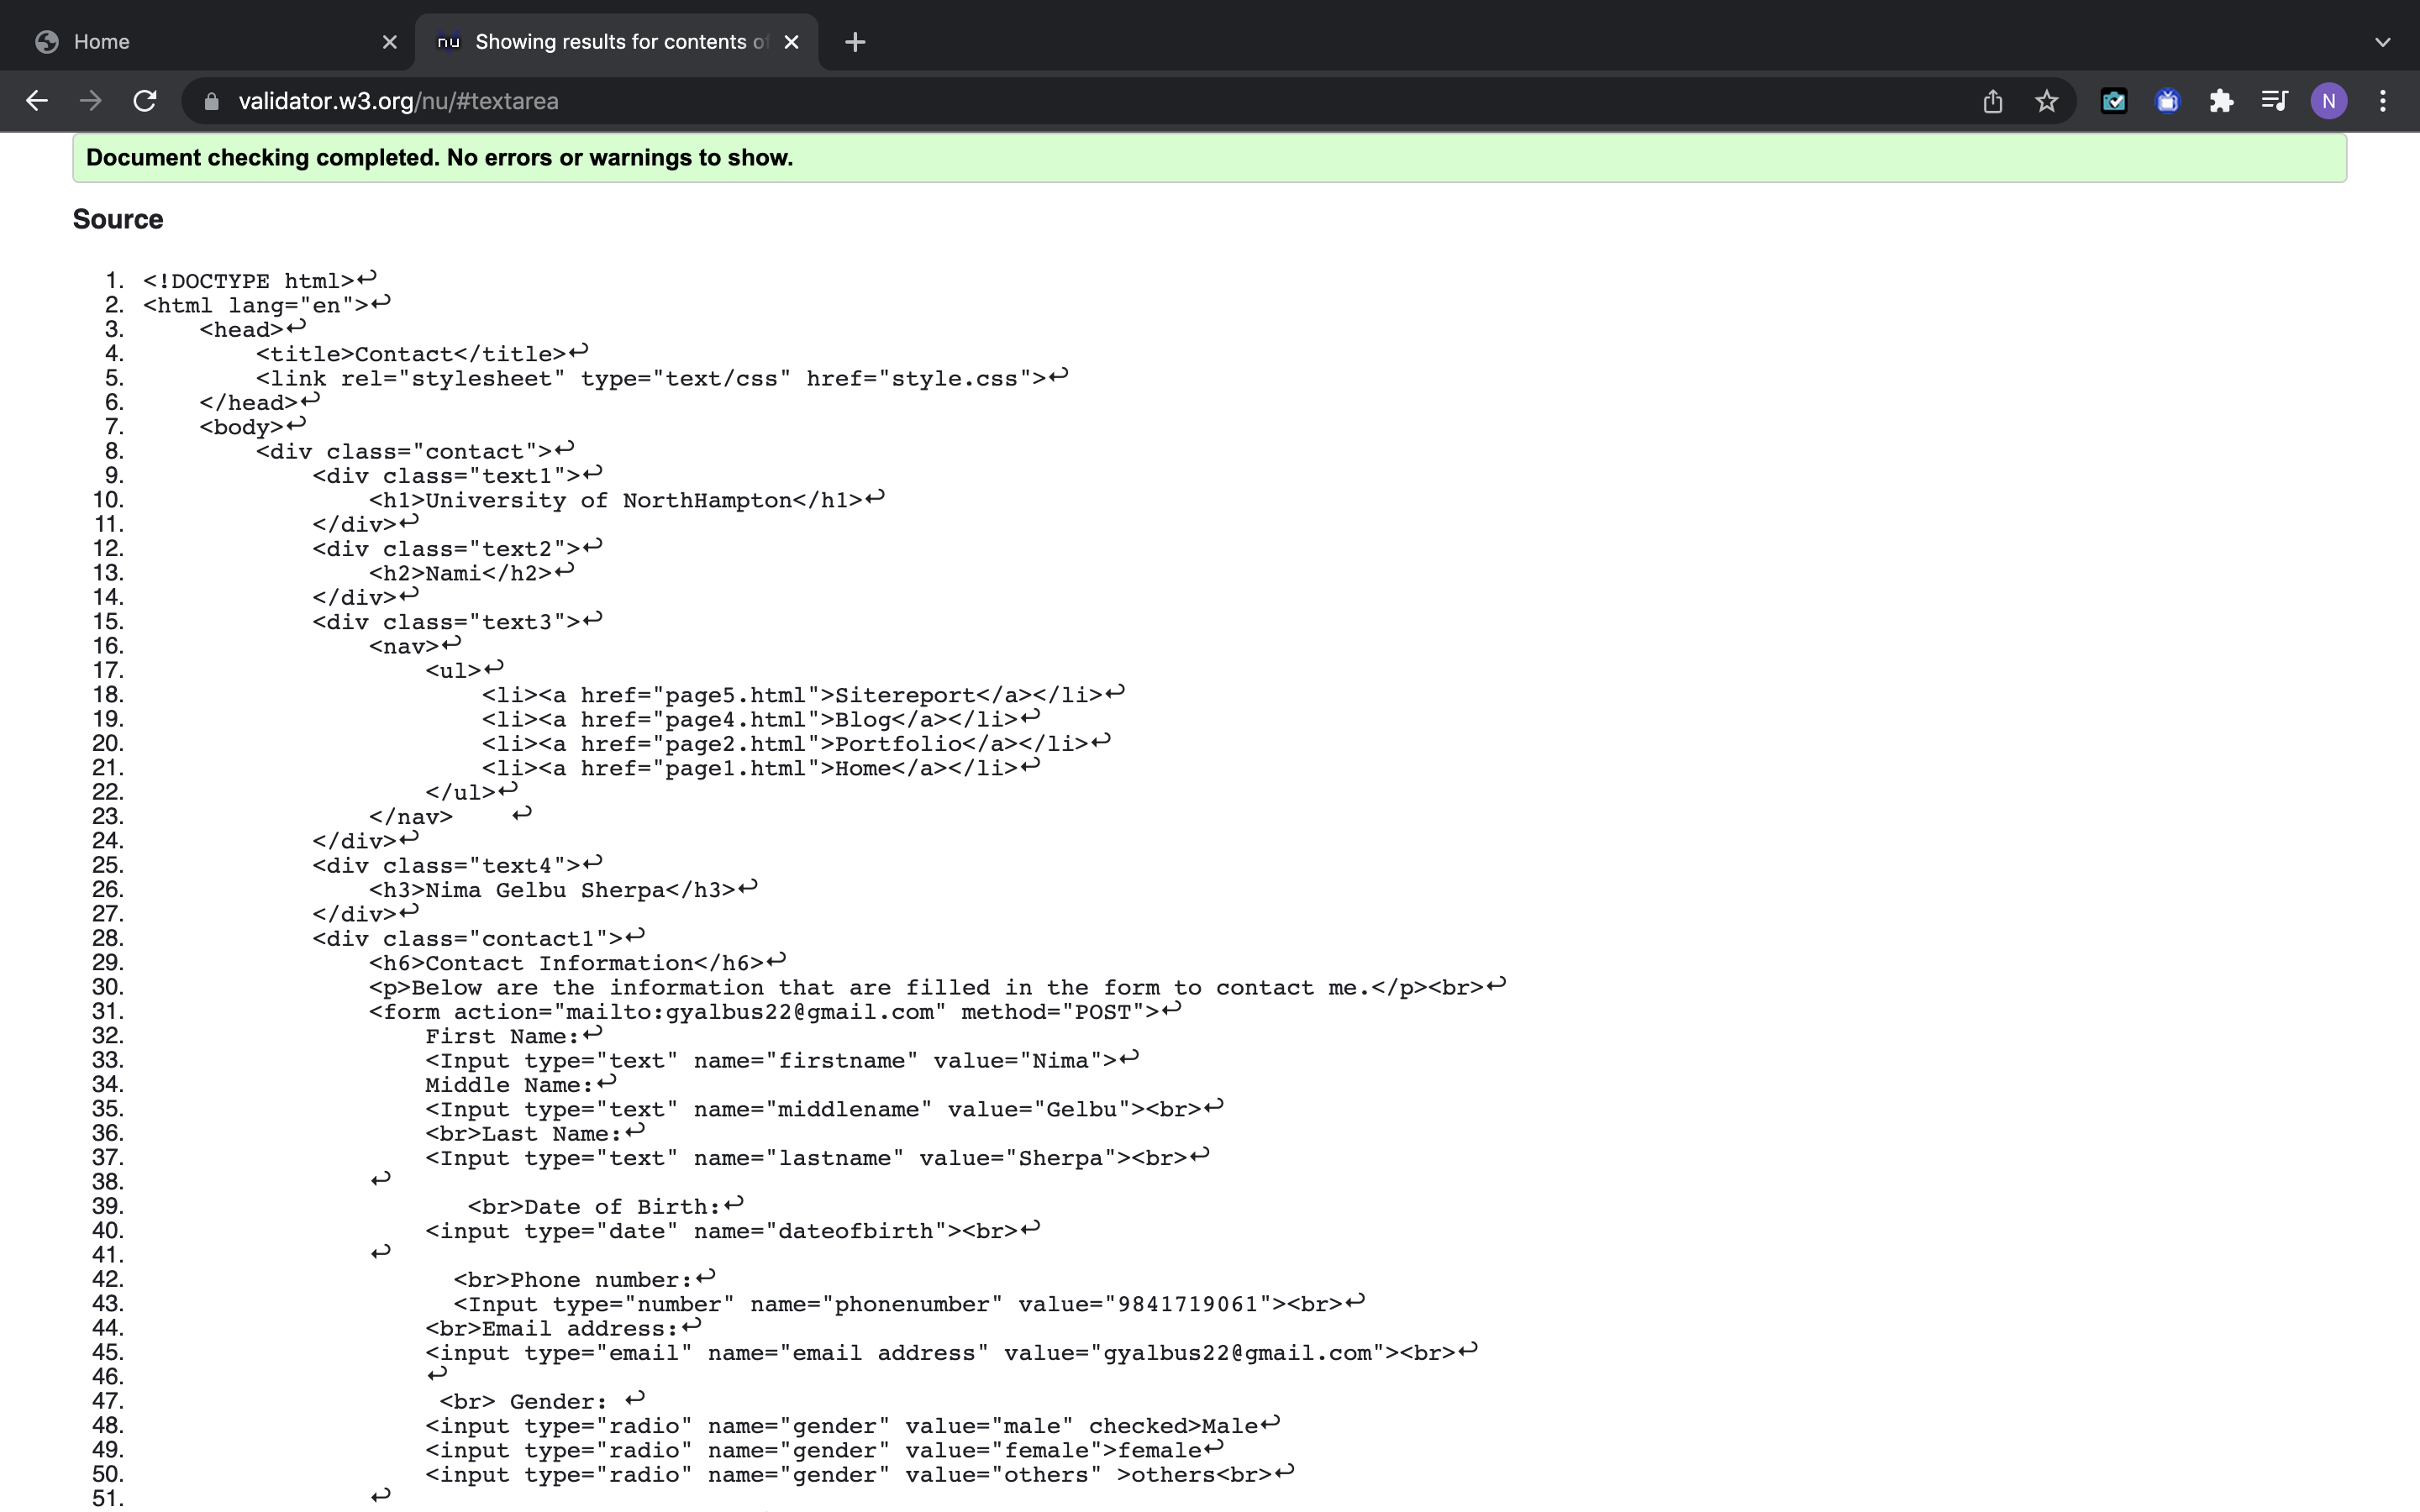 Home
nu Showing results for contents of
validator.w3.org/nu/#textarea
N
Document checking completed. No errors or warnings to show.
Source
1. <!DOCTYPE html>↩
2. <html lang="en">↩
3. <head>↩
4. <title>Contact</title>↩
5. <link rel="stylesheet" type="text/css" href="style.css">↩
6. </head>↩
7. <body>↩
8. <div class="contact">↩
9. <div class="text1">↩
10. <h1>University of NorthHampton</h1>↩
11. </div>↩
12. <div class="text2">↩
13. <h2>Nami</h2>↩
14. </div>↩
15. <div class="text3">↩
16. <nav>↩
17. <ul>↩
18. <li><a href="page5.html">Sitereport</a></li>↩
19. <li><a href="page4.html">Blog</a></li>↩
20. <li><a href="page2.html">Portfolio</a></li>↩
21. <li><a href="page1.html">Home</a></li>↩
22. </ul>↩
23. </nav> ↩
24. </div>↩
25. <div class="text4">↩
26. <h3>Nima Gelbu Sherpa</h3>↩
27. </div>↩
28. <div class="contact1">↩
29. <h6>Contact Information</h6>↩
30. <p>Below are the information that are filled in the form to contact me.</p><br>↩
31. <form action="mailto:gyalbus22@gmail.com" method="POST">↩
32. First Name:↩
33. <Input type="text" name="firstname" value="Nima">↩
34. Middle Name:↩
35. <Input type="text" name="middlename" value="Gelbu"><br>↩
36. <br>Last Name:↩
37. <Input type="text" name="lastname" value="Sherpa"><br>↩
38. ↩
39. <br>Date of Birth:↩
40. <input type="date" name="dateofbirth"><br>↩
41. ↩
42. <br>Phone number:↩
43. <Input type="number" name="phonenumber" value="9841719061"><br>↩
44. <br>Email address:↩
45. <input type="email" name="email address" value="gyalbus22@gmail.com"><br>↩
46. ↩
47. <br> Gender: ↩
48. <input type="radio" name="gender" value="male" checked>Male↩
49. <input type="radio" name="gender" value="female">female↩
50. <input type="radio" name="gender" value="others" >others<br>↩
51. ↩